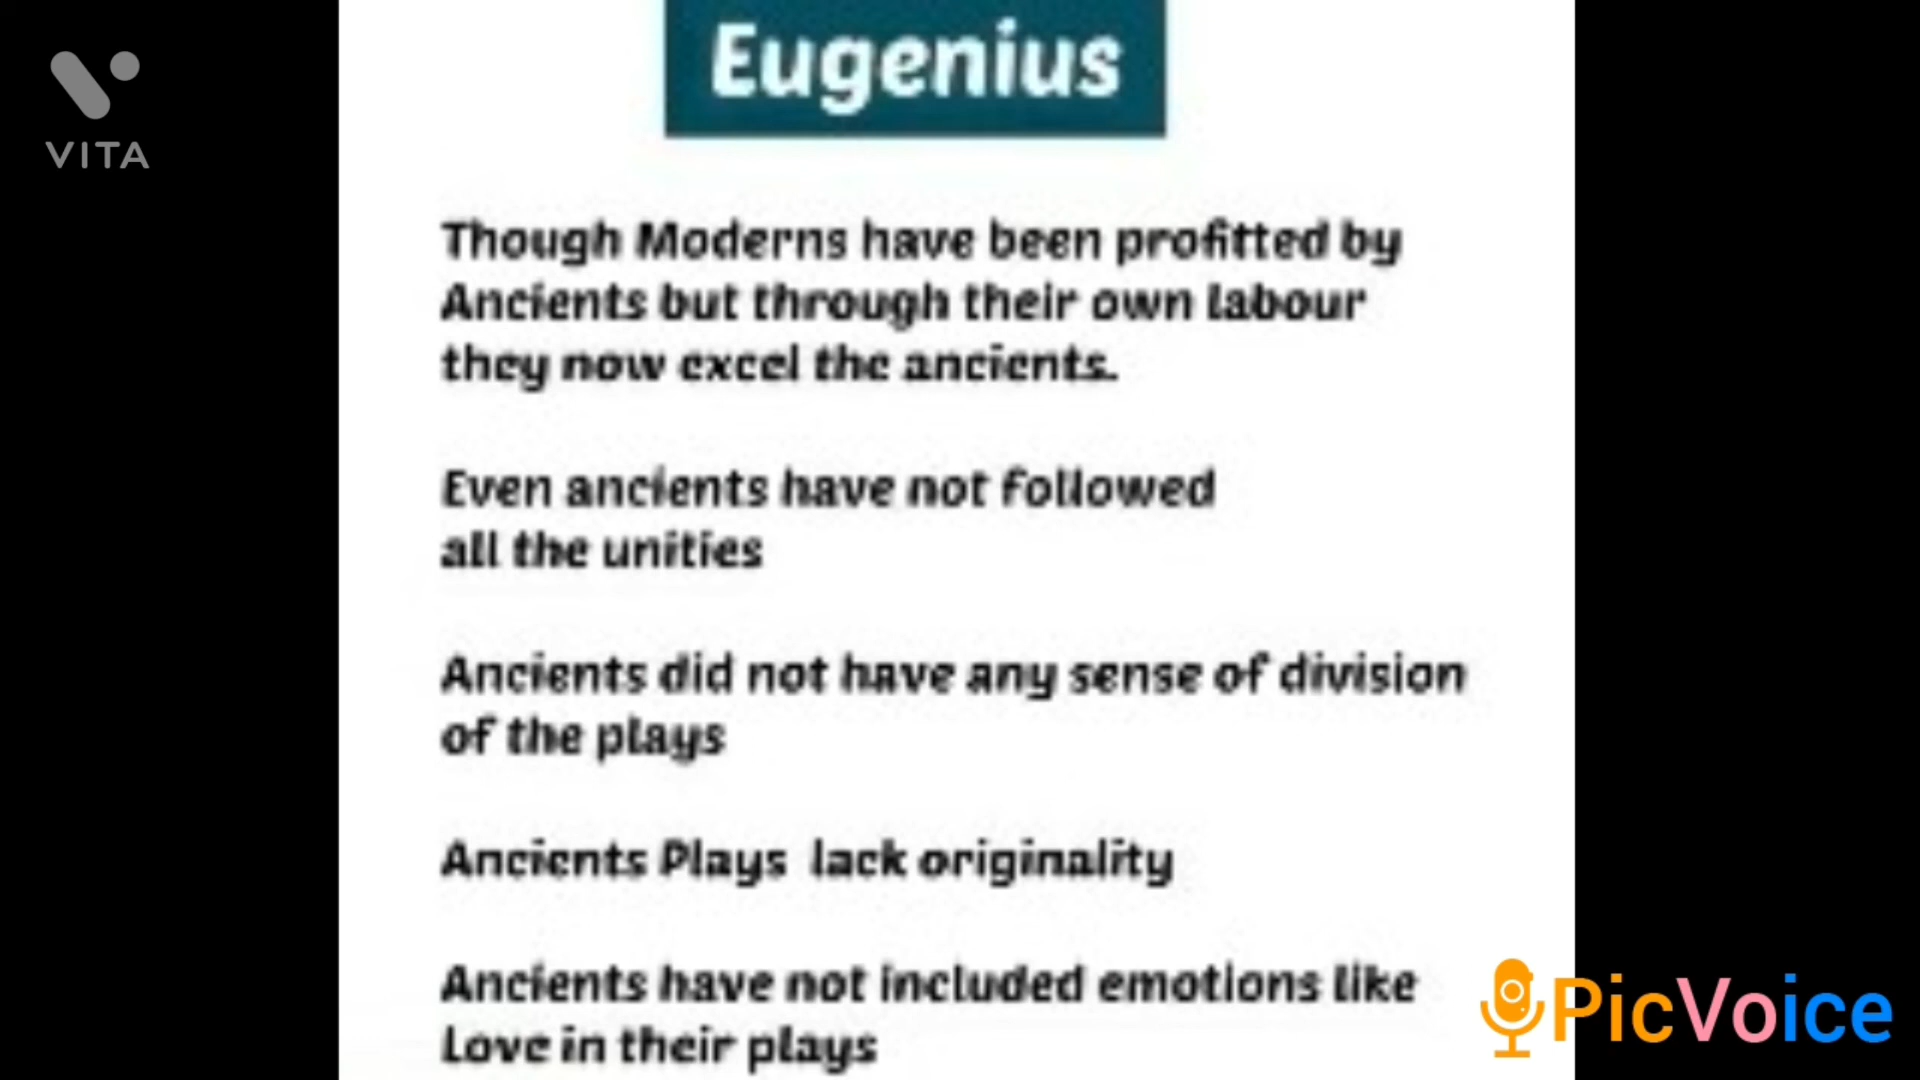 VITA
Eugenius
Though Moderns have been profitted by
Ancients but through their own labour
they now excel the ancients.
Even ancients have not followed
all the unities
Ancients did not have any sense of division
of the plays
Ancients Plays lack originality
Ancients have not included emotions like
Love in their plays
PicVoice